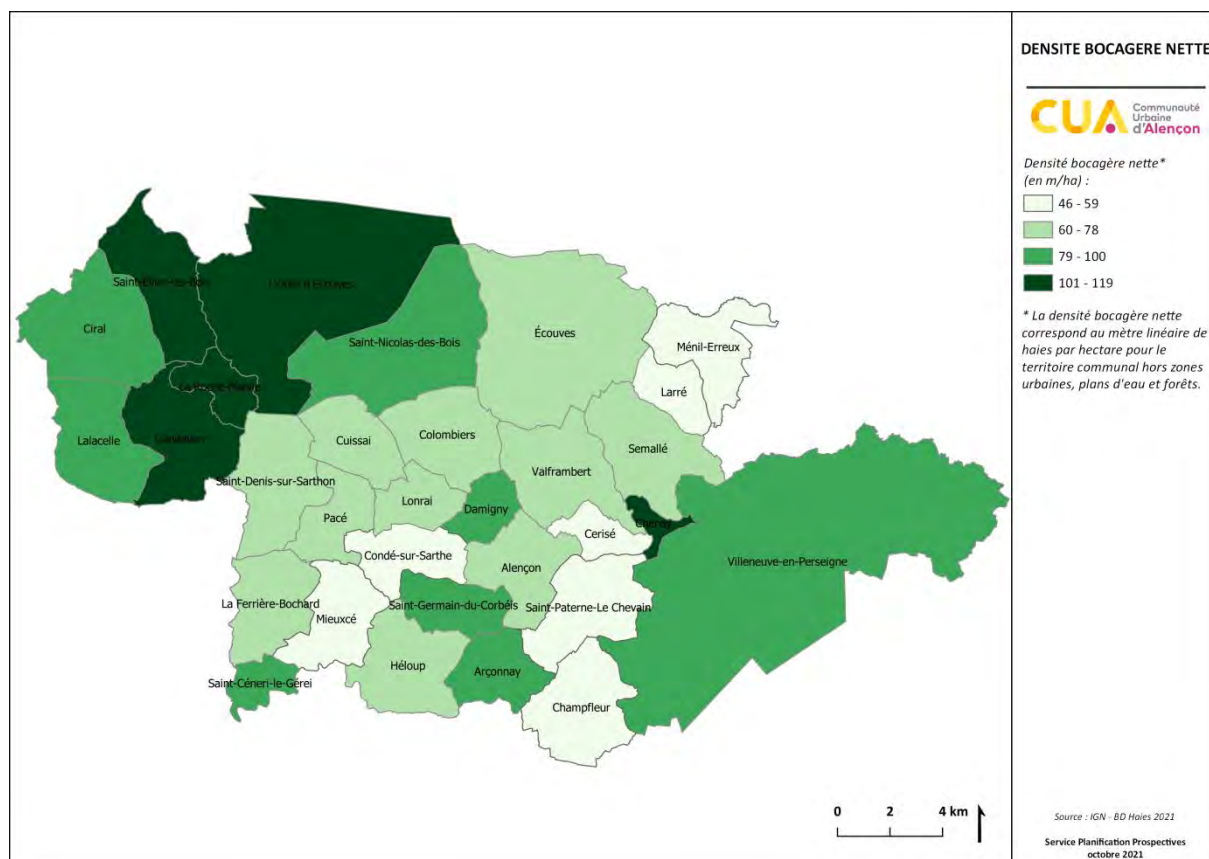 DENSITE BOCAGERE NETTE
CUA
Communauté
Urbaine
d'Alençon
Densité bocagère nette*
(en m/ha) :
46 - 59
60 - 78
79 - 100
101 - 119
* La densité bocagère nette
correspond au mètre linéaire de
haies par hectare pour le
territoire communal hors zones
urbaines, plans d'eau et forêts.
Ciral
Saint-Nicolas-des-Bois
Écouves
Ménil-Erreux
Larré
Lalacelle
Cuissai
Colombiers
Semallé
Valframbert
Saint-Denis-sur-Sarthon
Lonrai
Pacé
Damigny
Cerisé
Condé-sur-Sarthe
Alençon
Villeneuve-en-Perseigne
La Ferrière-Bochard
Mieuxcé
Saint-Germain-du-Corbéis
Saint-Paterne-Le Chevain
Héloup
Arçonnay
Saint-Céneri-le-Gérei
Champfleur
0 2 4 km
Source : IGN - BD Haies 2021
Service Planification Prospectives
octobre 2021